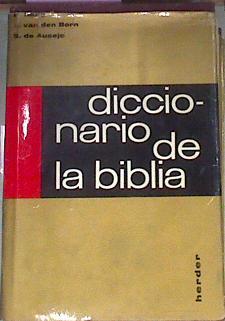 van den Born
S. de Ausejo
diccio-
nario
de
la biblia
herder